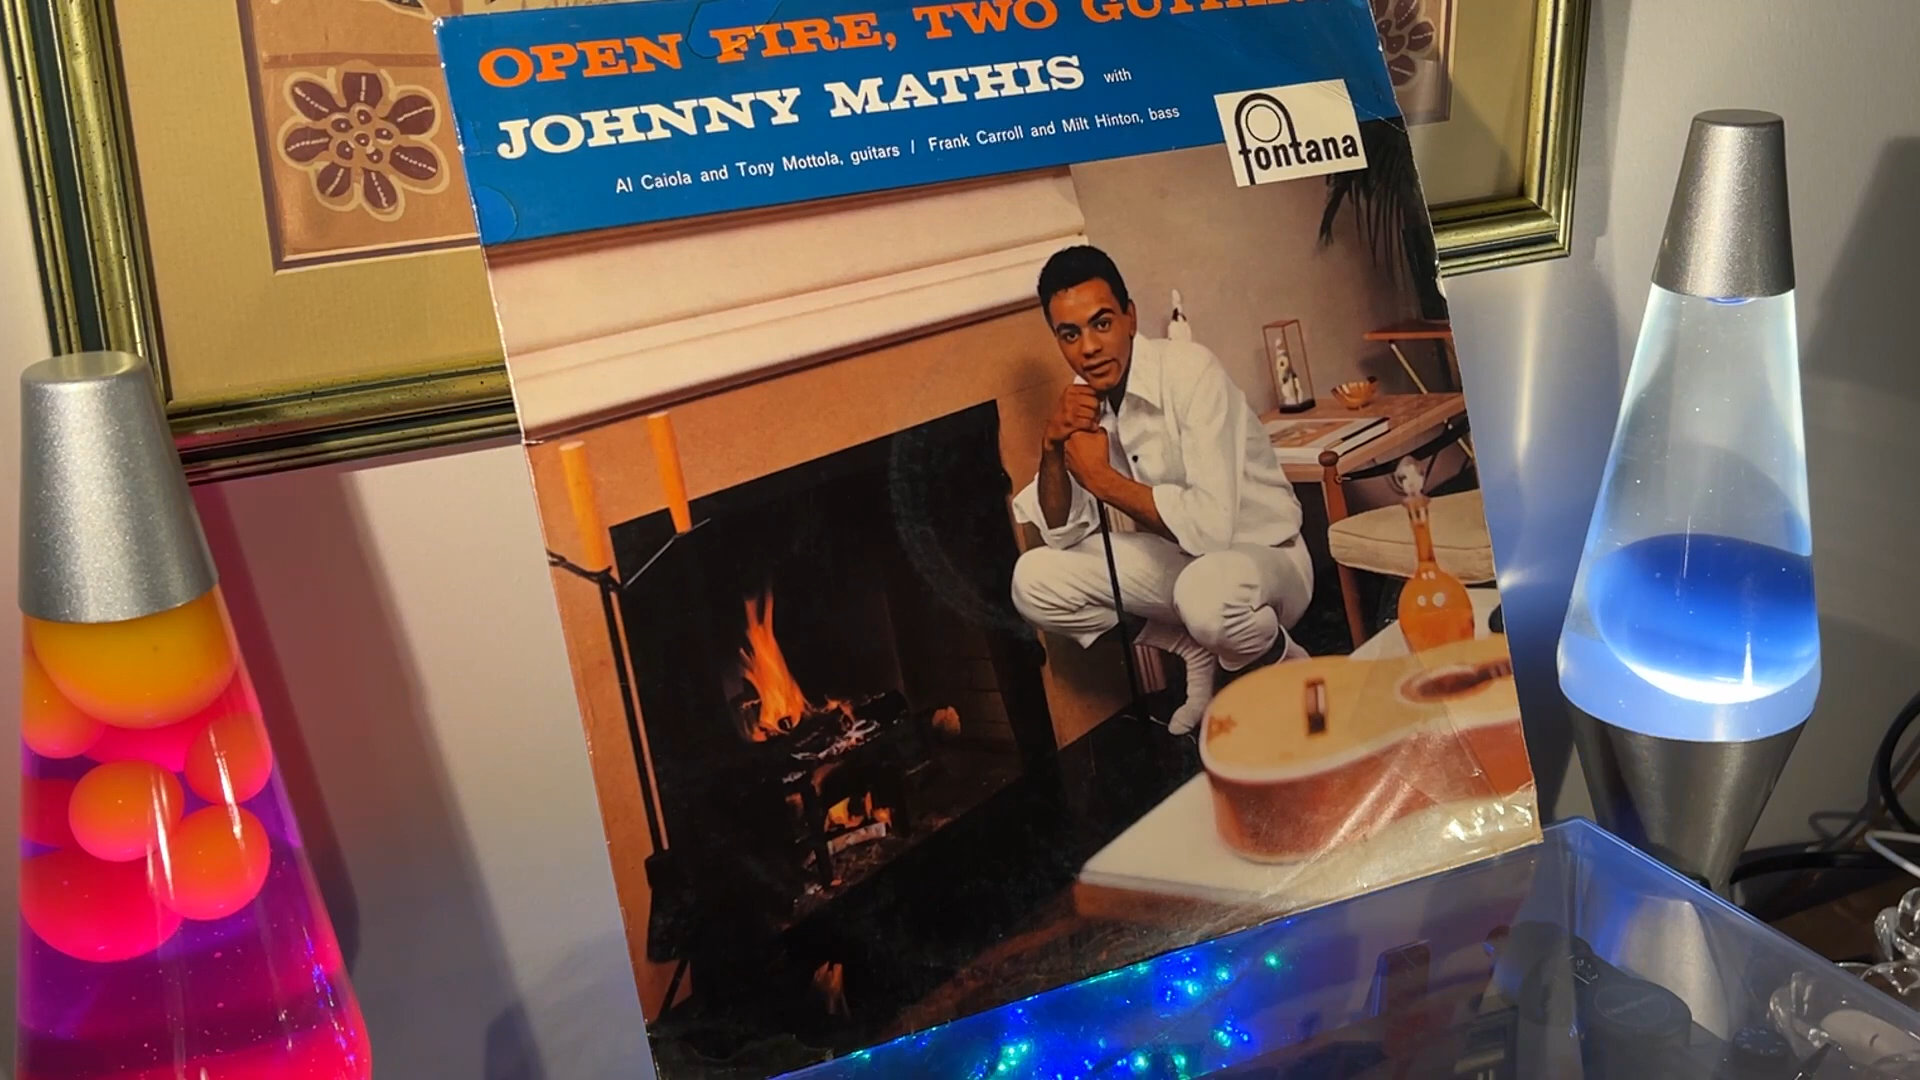 OPEN FIRE, TWO GUITARS
JOHNNY MATHIS with
Al Caiola and Tony Mottola, guitars / Frank Carroll and Milt Hinton, bass
fontana